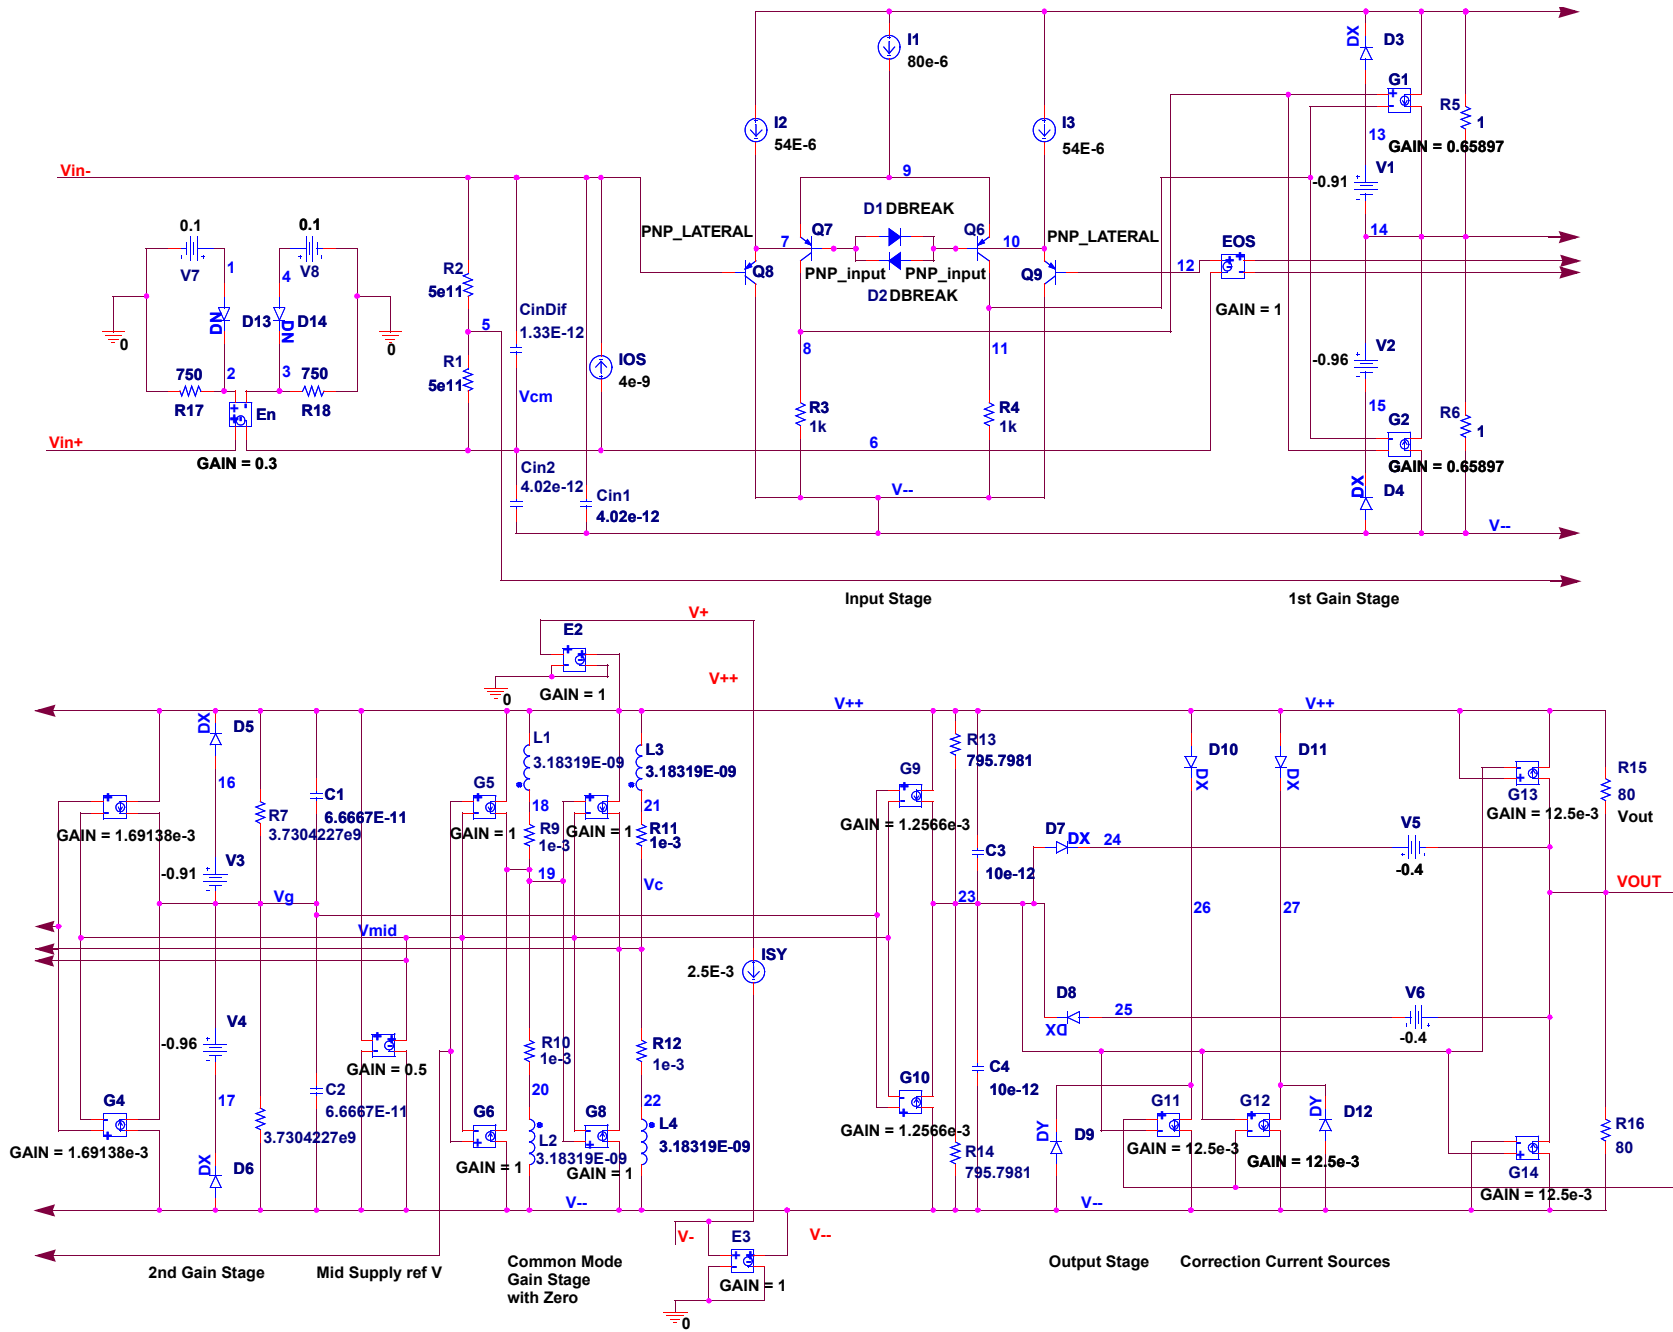 I1
80e-6
DX
D3
G1
R5
1
I2
54E-6
I3
54E-6
13
GAIN = 0.65897
Vin-
9
V1
-0.91
D1 DBREAK
0.1
V7
0.1
V8
PNP_LATERAL
7
Q7
Q6
10
PNP_LATERAL
14
EOS
1
4
R2
5e11
Q8
PNP_input
PNP_input
Q9
12
D2 DBREAK
GAIN = 1
CinDif
1.33E-12
DN
D13
D14
DN
0
0
5
8
11
V2
-0.96
R1
5e11
IOS
4e-9
750
R17
2
3
750
R18
En
Vcm
R3
1k
R4
1k
15
G2
R6
1
Vin+
GAIN = 0.3
6
GAIN = 0.65897
Cin2
4.02e-12
Cin1
4.02e-12
V--
DX
D4
V--
Input Stage
1st Gain Stage
V+
E2
V++
0
GAIN = 1
V++
V++
DX
D5
L1
3.18319E-09
L3
3.18319E-09
R13
795.7981
D10
DX
D11
DX
16
G5
18
21
G9
G13
R15
80
Vout
R7
3.7304227e9
C1
6.6667E-11
GAIN = 1.69138e-3
GAIN = 1
R9
1e-3
GAIN = 1
R11
1e-3
GAIN = 1.2566e-3
GAIN = 12.5e-3
D7
DX
24
V5
-0.4
C3
10e-12
V3
-0.91
19
Vc
Vg
23
26
27
VOUT
Vmid
ISY
2.5E-3
D8
DX
25
V6
-0.4
V4
-0.96
R10
1e-3
R12
1e-3
C4
10e-12
GAIN = 0.5
17
C2
6.6667E-11
20
22
G4
G6
G8
L2
3.18319E-09
L4
3.18319E-09
G10
GAIN = 1.2566e-3
G11
G12
DY
D12
DY
D9
R16
80
GAIN = 1.69138e-3
3.7304227e9
GAIN = 1
GAIN = 1
R14
795.7981
GAIN = 12.5e-3
GAIN = 12.5e-3
G14
GAIN = 12.5e-3
DX
D6
V--
V--
V-
E3
V--
GAIN = 1
0
2nd Gain Stage
Mid Supply ref V
Common Mode
Gain Stage
with Zero
Output Stage
Correction Current Sources